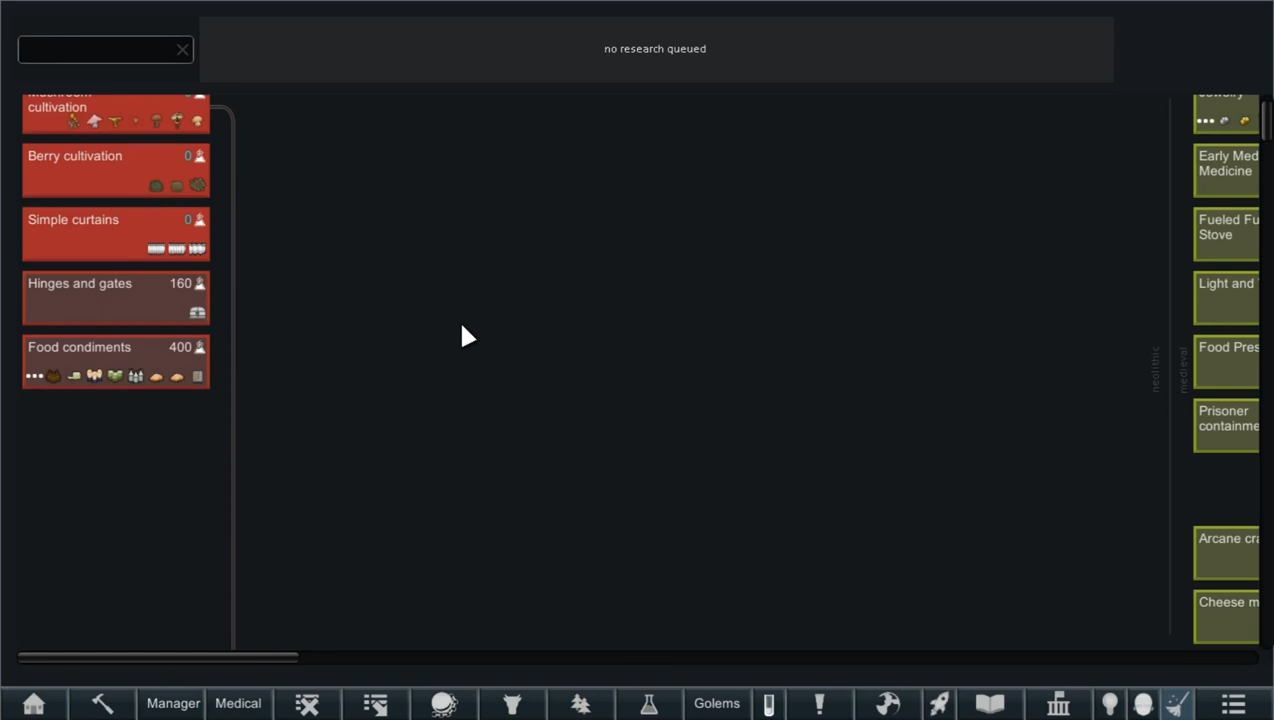 no research queued
cultivation
Berry cultivation 0
Simple curtains 0
Hinges and gates 160
Food condiments 400
neolithic
medieval
Early Med
Medicine
Fueled Fu
Stove
Light and
Food Pres
Prisoner
containme
Arcane cra
Cheese m
Manager
Medical
Golems